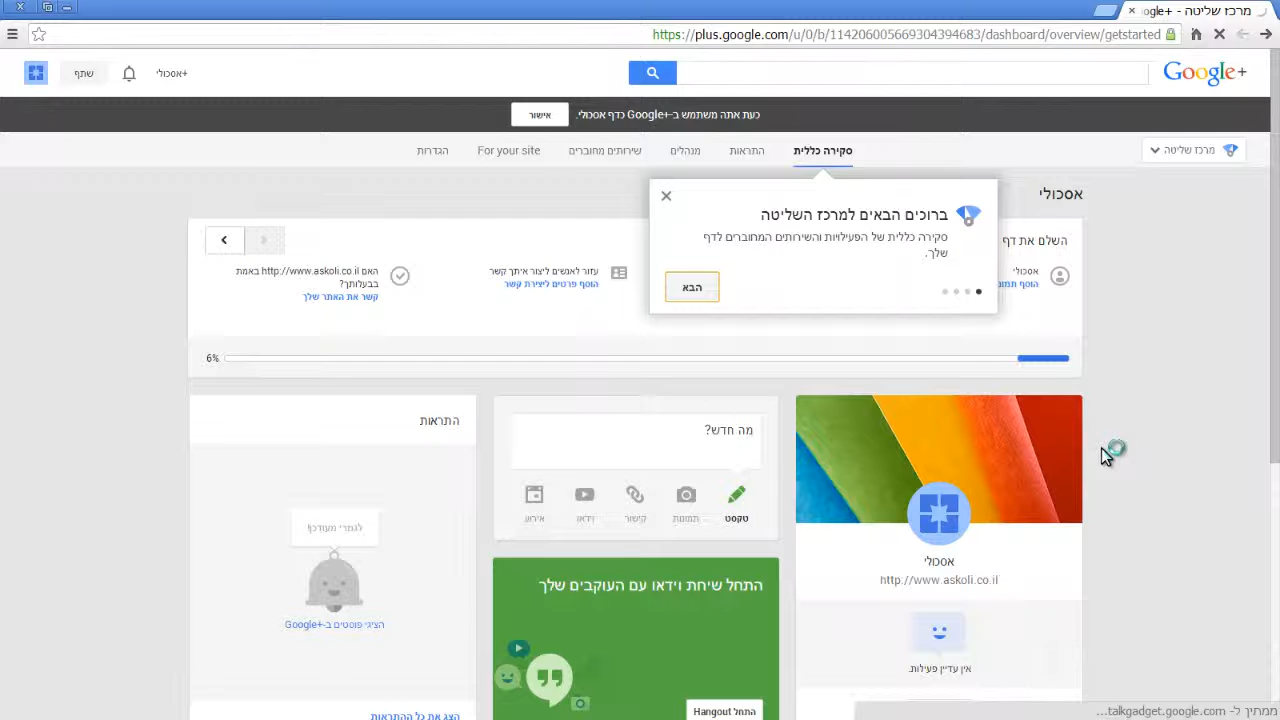 מרכז שליטה - Google+
https://plus.google.com/u/0/b/114206005669304394683/dashboard/overview/getstarted
Google+
+אסכולי
שתף
כעת אתה משתמש ב-Google+ כדף אסכולי.
אישור
מרכז שליטה
סקירה כללית
התראות
מנהלים
שירותים מחוברים
For your site
הגדרות
אסכולי
ברוכים הבאים למרכז השליטה
סקירה כללית של הפעילויות והשירותים המחוברים לדף
שלך.
הבא
השלם את דף
אסכולי
הוסף תמונ
עזור לאנשים ליצור איתך קשר
הוסף פרטים ליצירת קשר
האם http://www.askoli.co.il באמת
בבעלותך?
קשר את האתר שלך
6%
אסכולי
http://www.askoli.co.il
אין עדיין פעילות.
מה חדש?
טקסט
תמונות
קישור
וידאו
אירוע
התחל שיחת וידאו עם העוקבים שלך
התחל Hangout
התראות
לגמרי מעודכן!
הציגי פוסטים ב-Google+
הצג את כל ההתראות
ממתין ל- talkgadget.google.com...